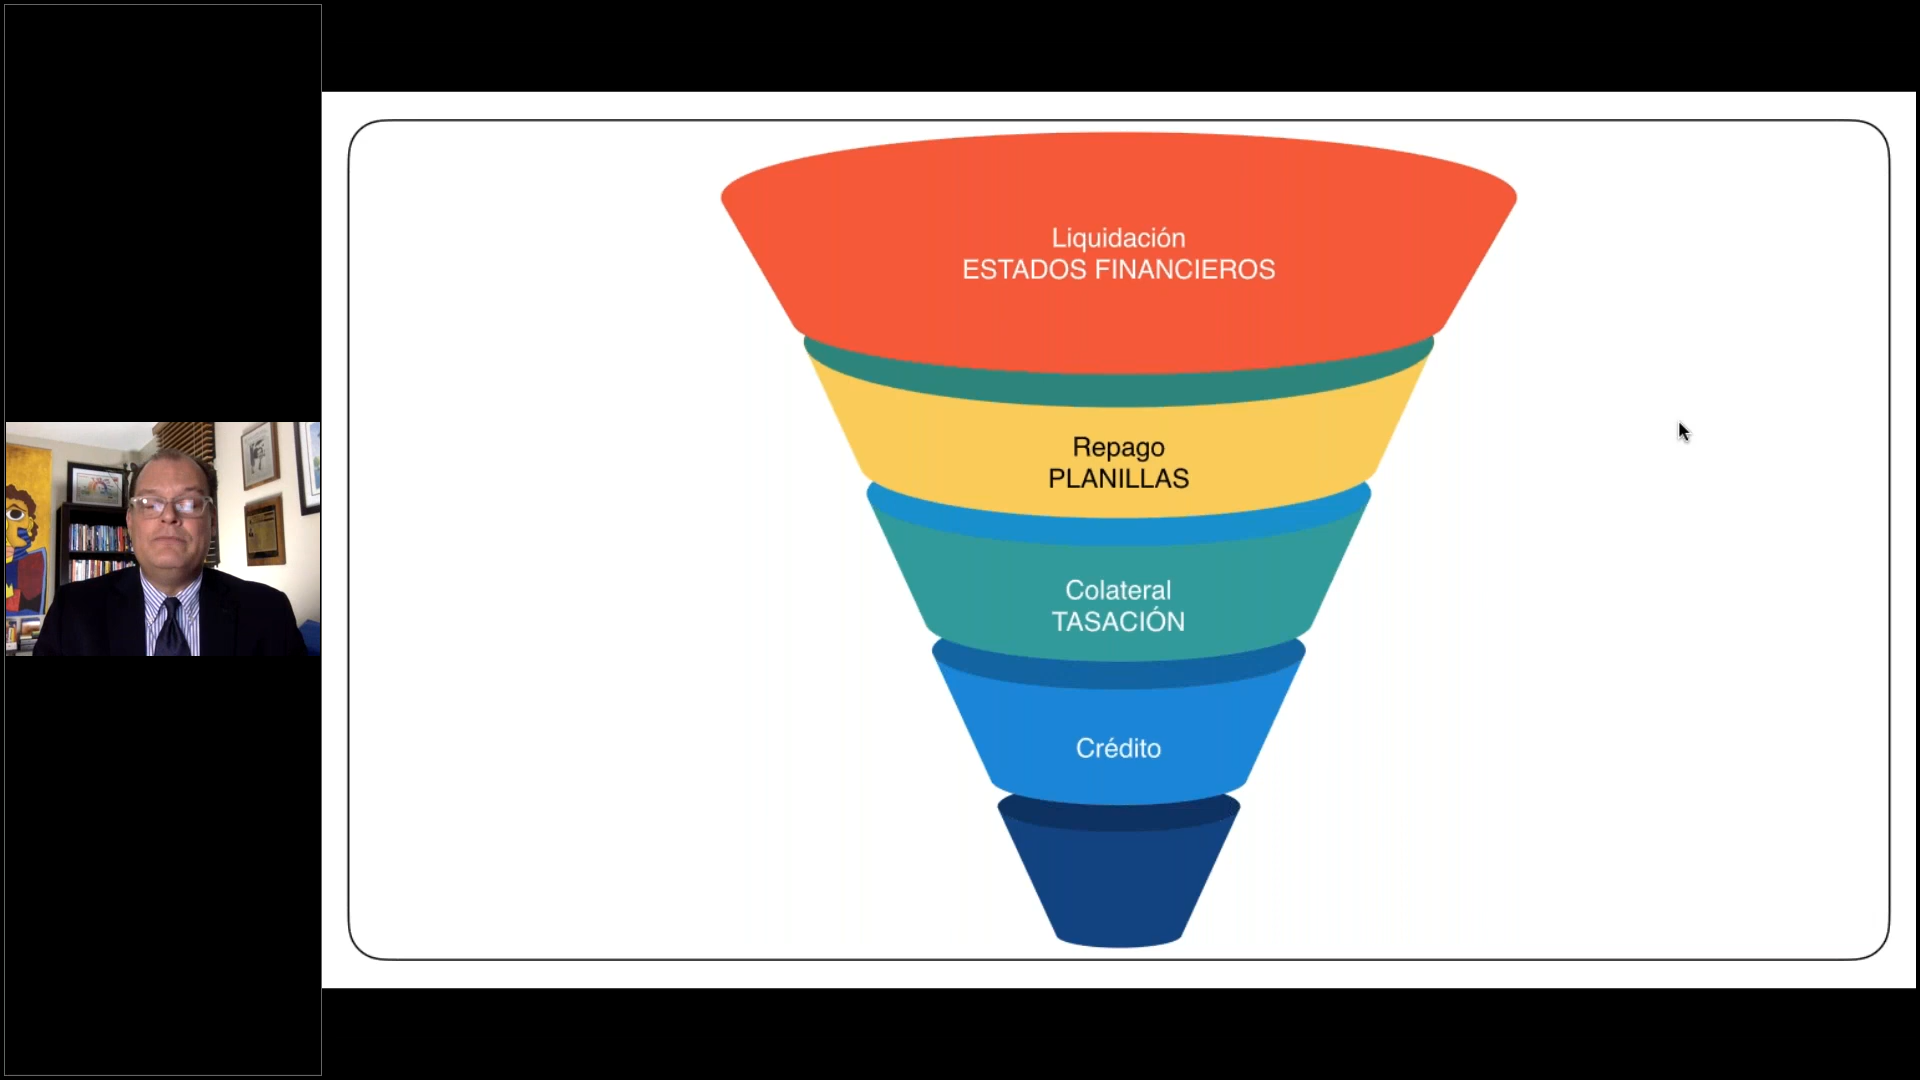 Liquidación
ESTADOS FINANCIEROS
Repago
PLANILLAS
Colateral
TASACIÓN
Crédito